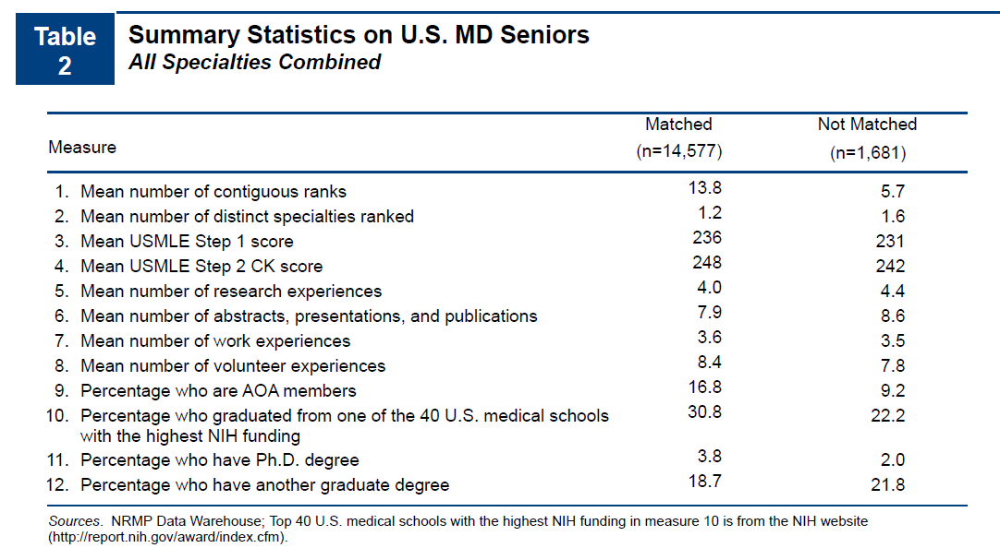 Table
2
Summary Statistics on U.S. MD Seniors
All Specialties Combined
Measure
Matched
(n=14,577)
Not Matched
(n=1,681)
1. Mean number of contiguous ranks 13.8 5.7
2. Mean number of distinct specialties ranked 1.2 1.6
3. Mean USMLE Step 1 score 236 231
4. Mean USMLE Step 2 CK score 248 242
5. Mean number of research experiences 4.0 4.4
6. Mean number of abstracts, presentations, and publications 7.9 8.6
7. Mean number of work experiences 3.6 3.5
8. Mean number of volunteer experiences 8.4 7.8
9. Percentage who are AOA members 16.8 9.2
10. Percentage who graduated from one of the 40 U.S. medical schools 30.8 22.2
with the highest NIH funding
11. Percentage who have Ph.D. degree 3.8 2.0
12. Percentage who have another graduate degree 18.7 21.8
Sources. NRMP Data Warehouse; Top 40 U.S. medical schools with the highest NIH funding in measure 10 is from the NIH website
(http://report.nih.gov/award/index.cfm).